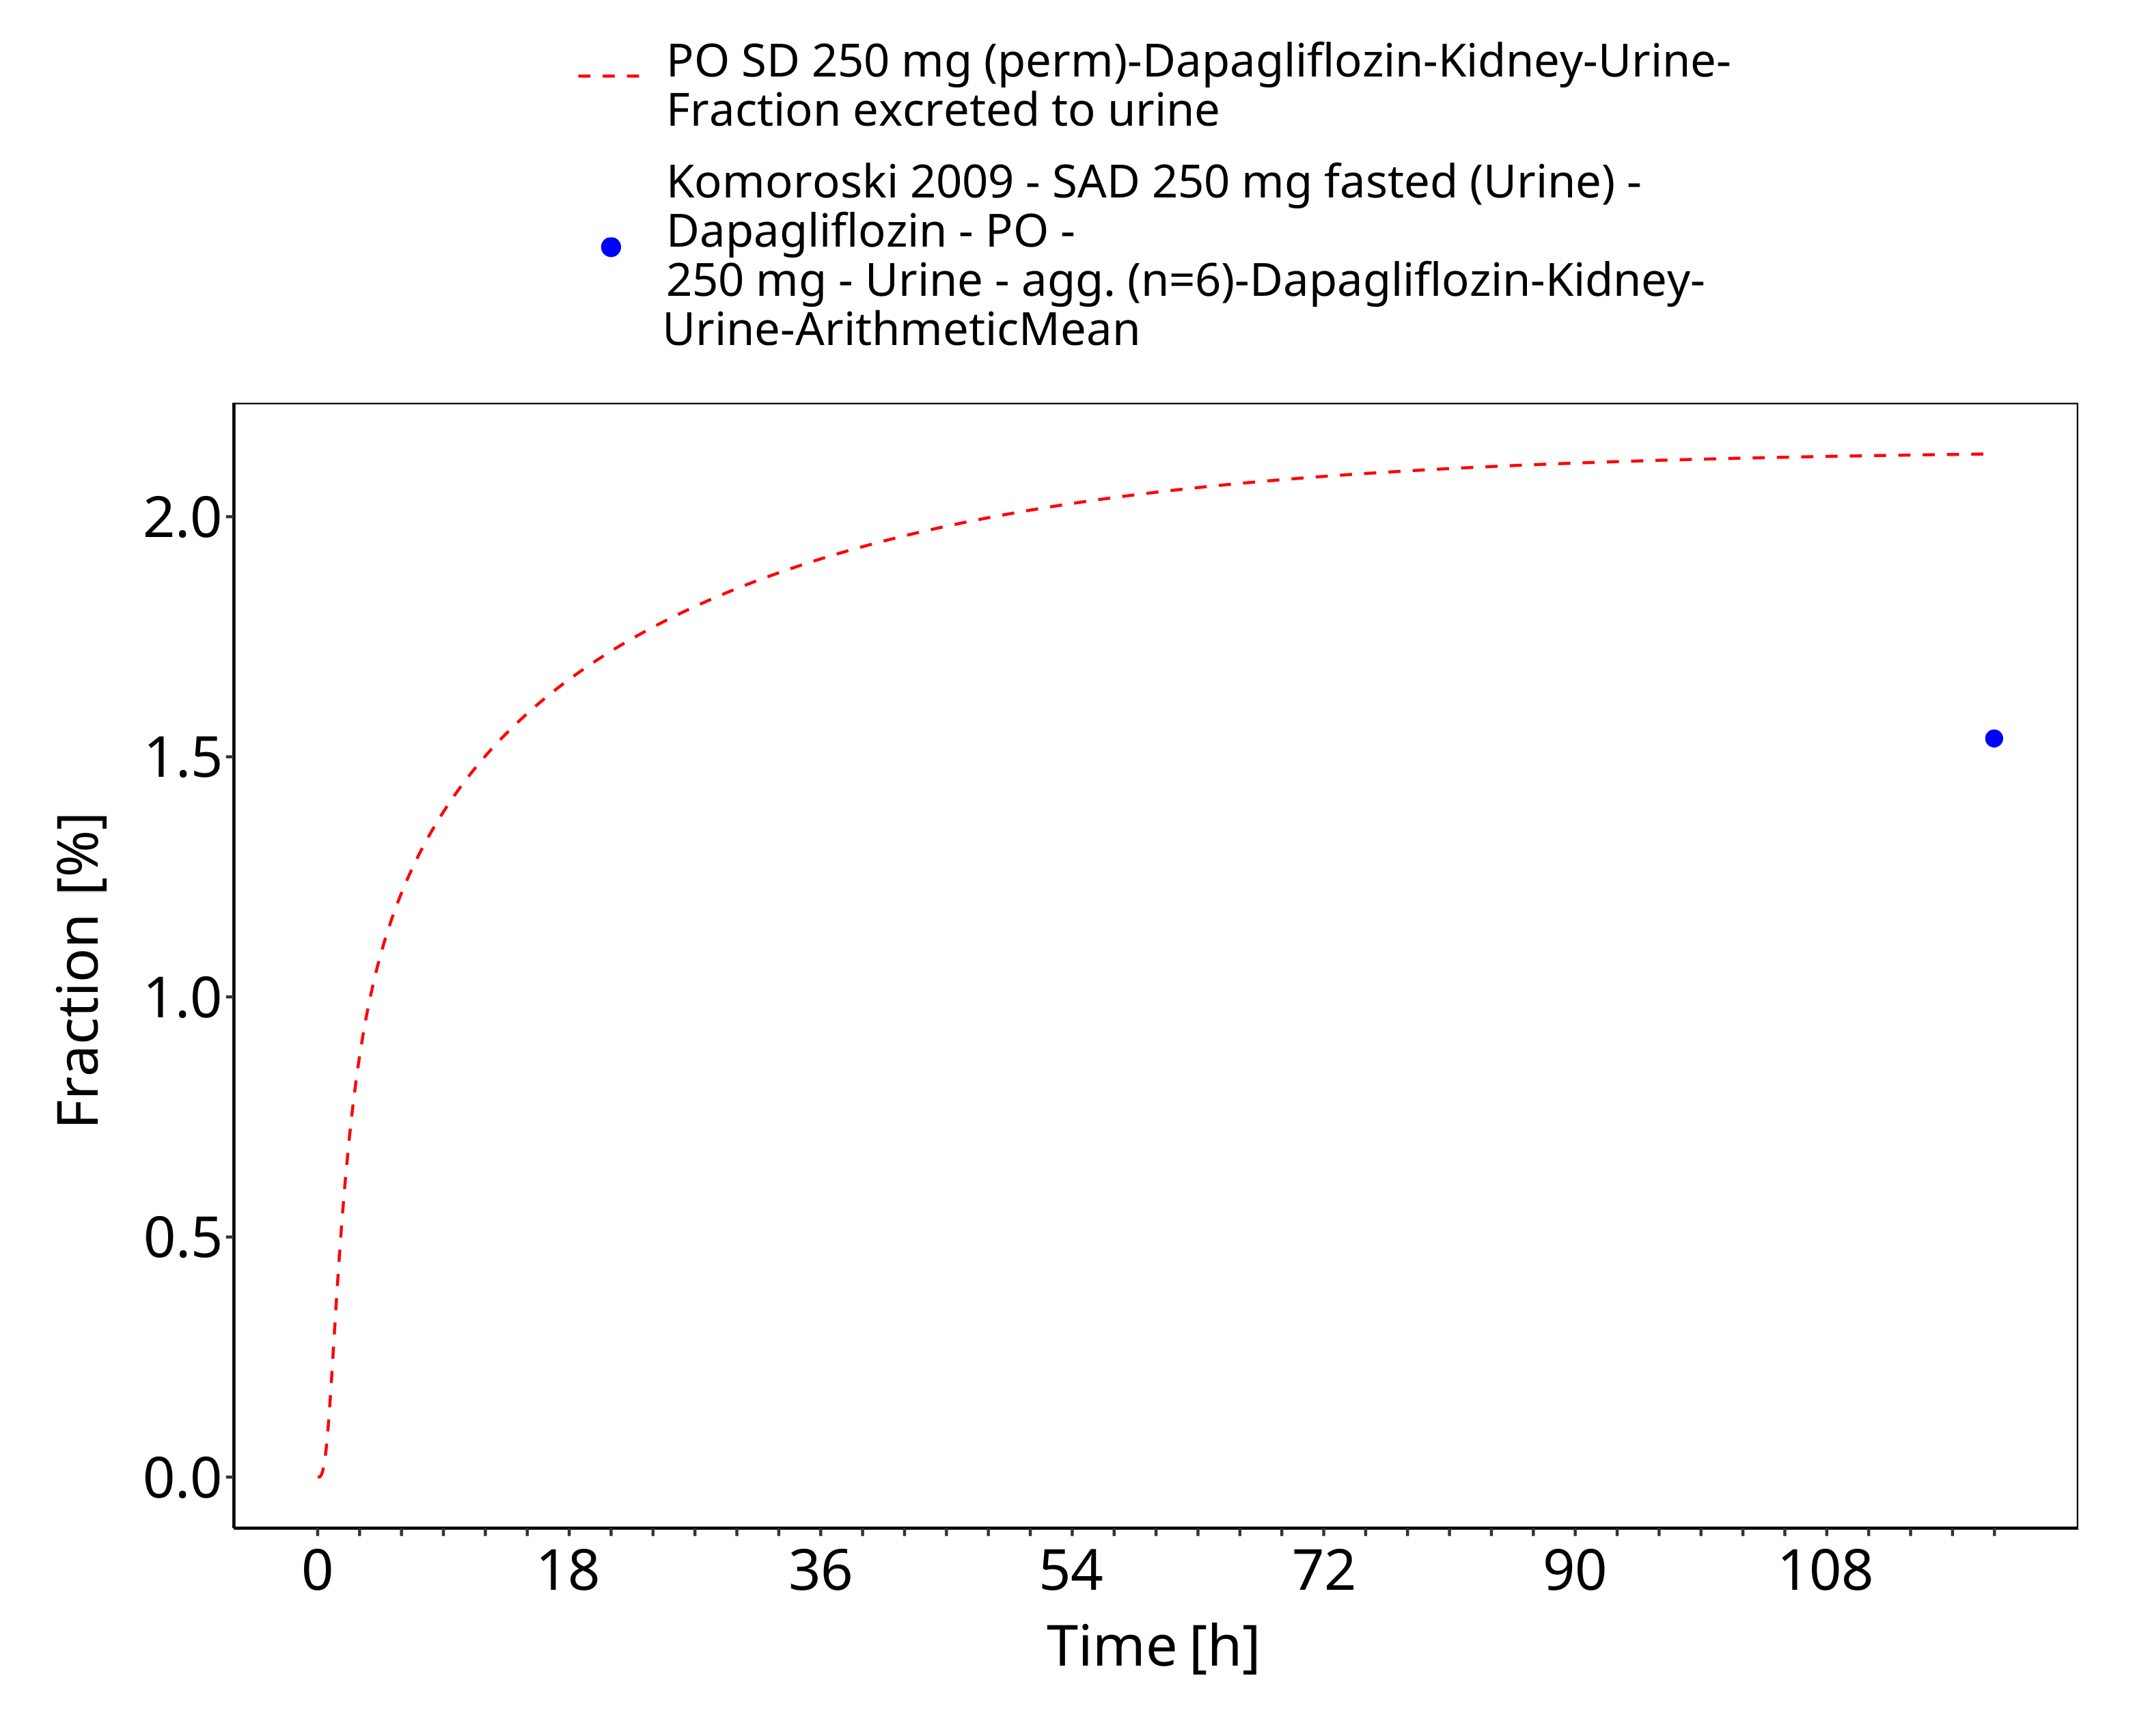 PO SD 250 mg (perm)-Dapagliflozin-Kidney-Urine-
Fraction excreted to urine
Komoroski 2009 - SAD 250 mg fasted (Urine) -
Dapagliflozin - PO -
250 mg - Urine - agg. (n=6)-Dapagliflozin-Kidney-
Urine-ArithmeticMean
2.0
1.5
1.0
0.5
0.0
Fraction [%]
0 18 36 54 72 90 108
Time [h]